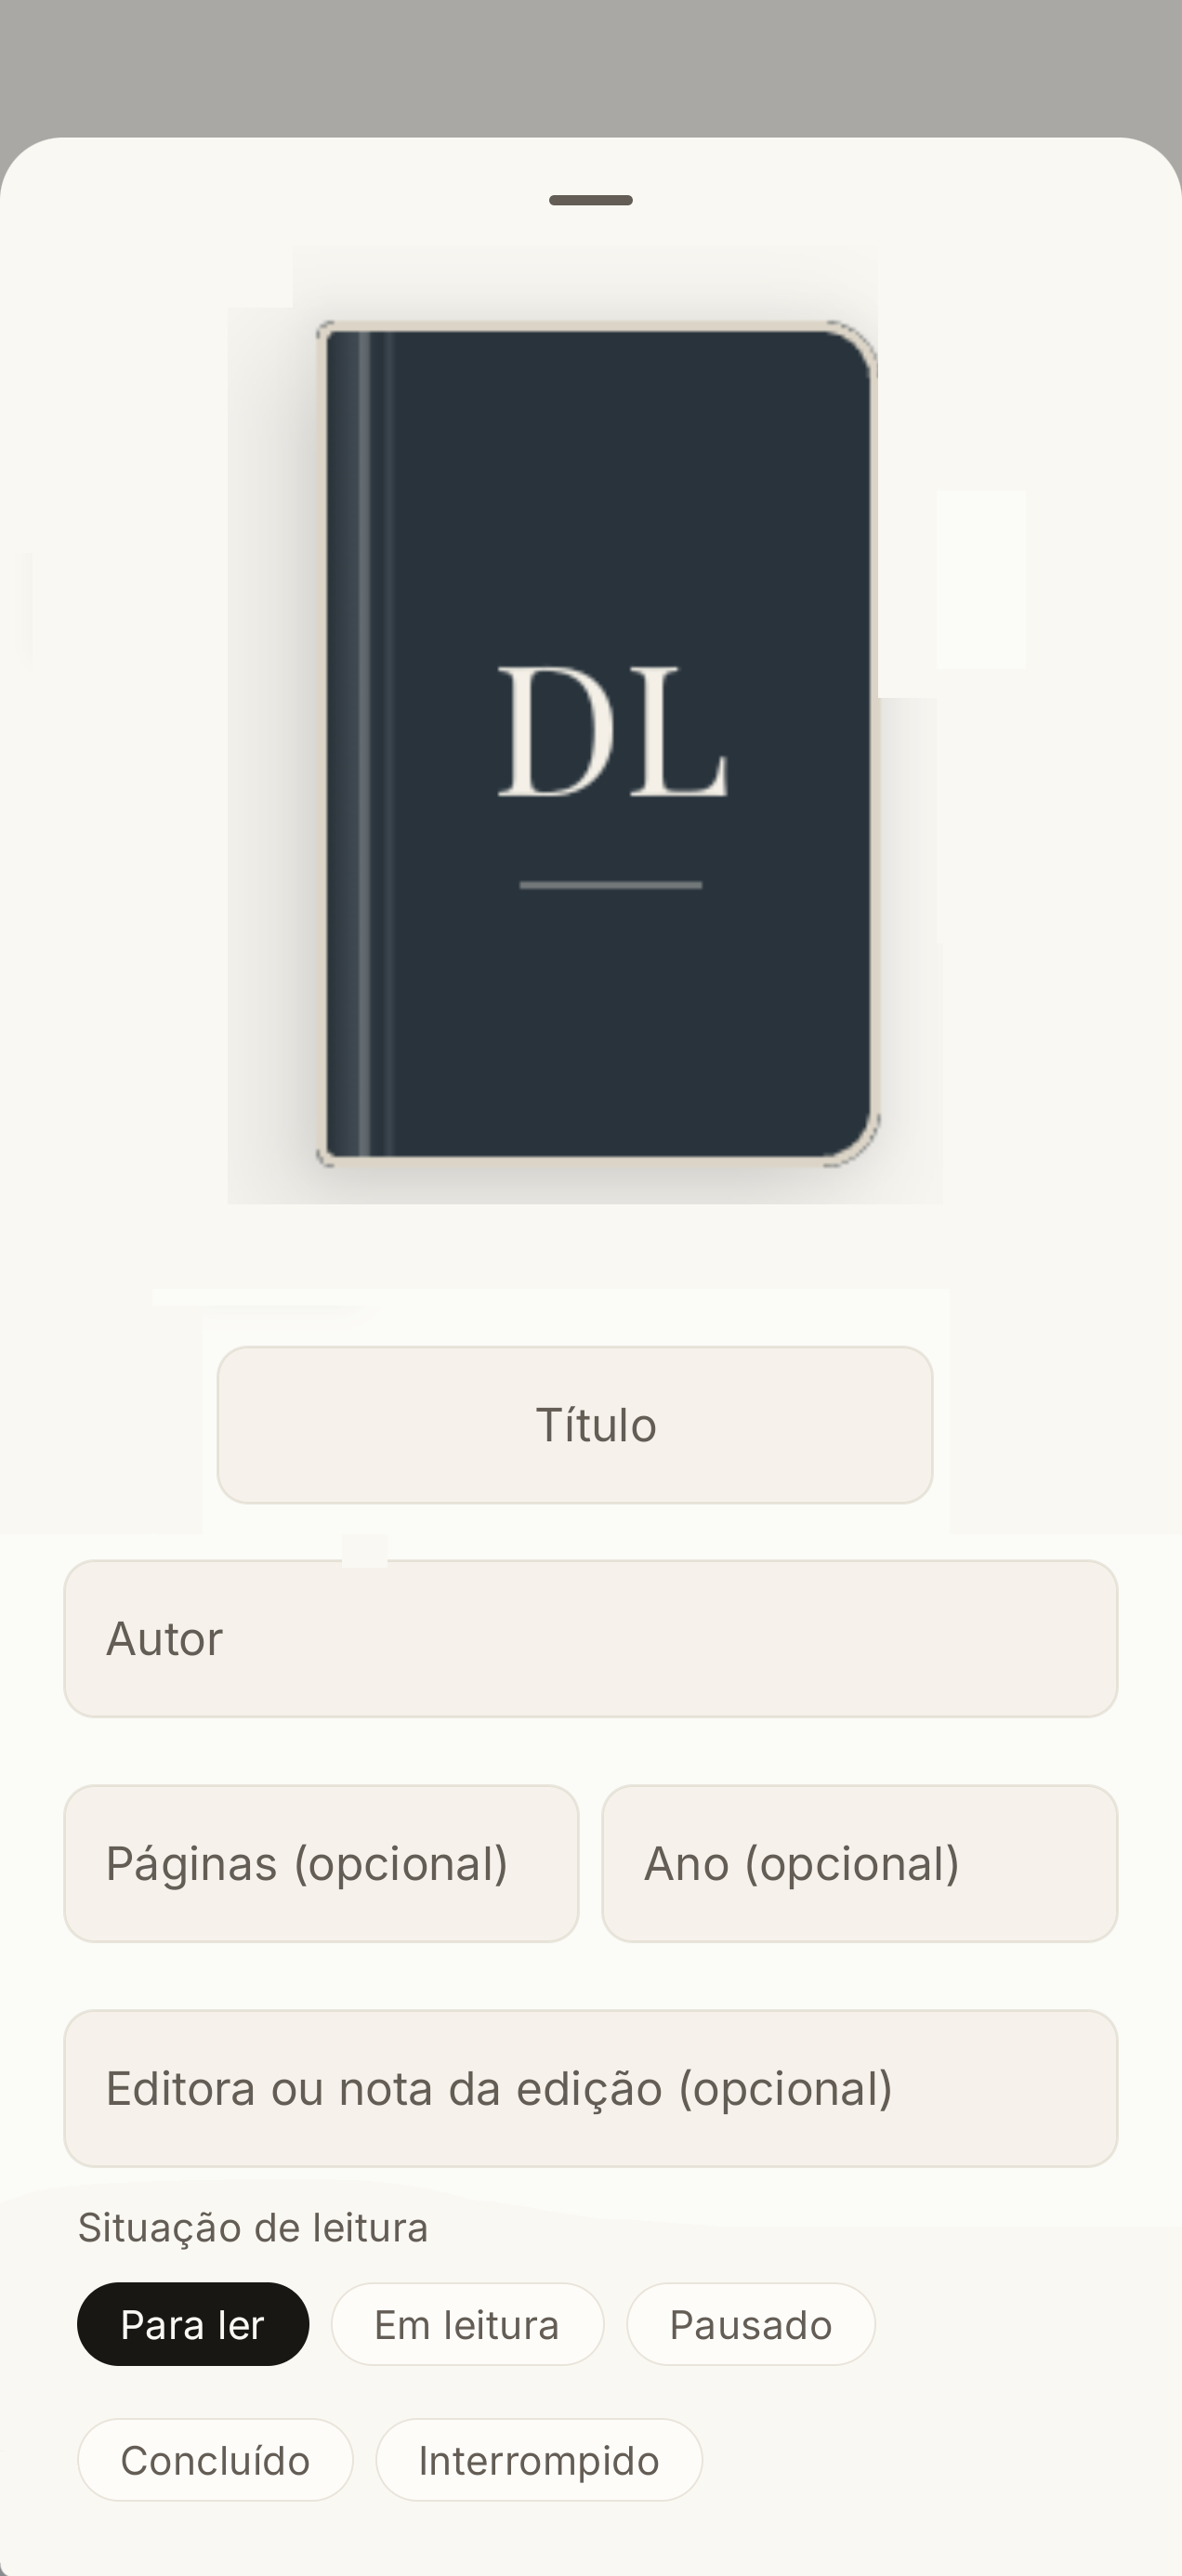 DL
Título
Autor
Páginas (opcional) Ano (opcional)
Editora ou nota da edição (opcional)
Situação de leitura
Para ler Em leitura Pausado
Concluído Interrompido